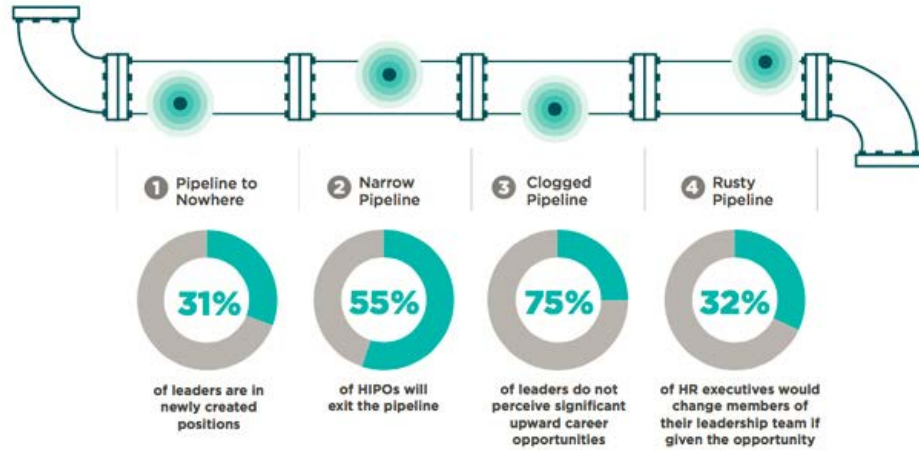 1 Pipeline to
Nowhere
2 Narrow
Pipeline
3 Clogged
Pipeline
4 Rusty
Pipeline
31%
55%
75%
32%
of leaders are in
newly created
positions
of HIPOs will
exit the pipeline
of leaders do not
perceive significant
upward career
opportunities
of HR executives would
change members of
their leadership team if
given the opportunity